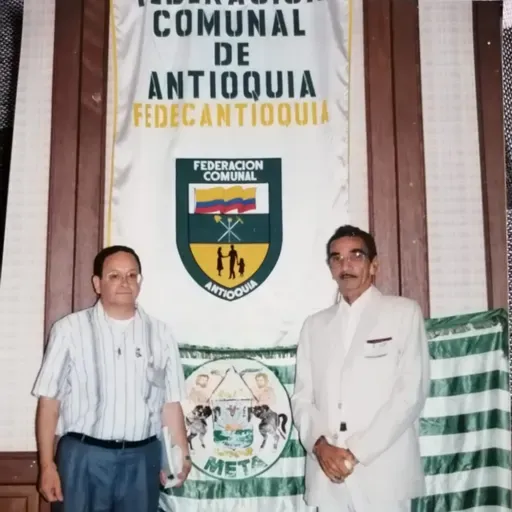 FEDERACION
COMUNAL
DE
ANTIOQUIA
FEDECANTIOQUIA
FEDERACION
COMUNAL
ANTIOQUIA
META